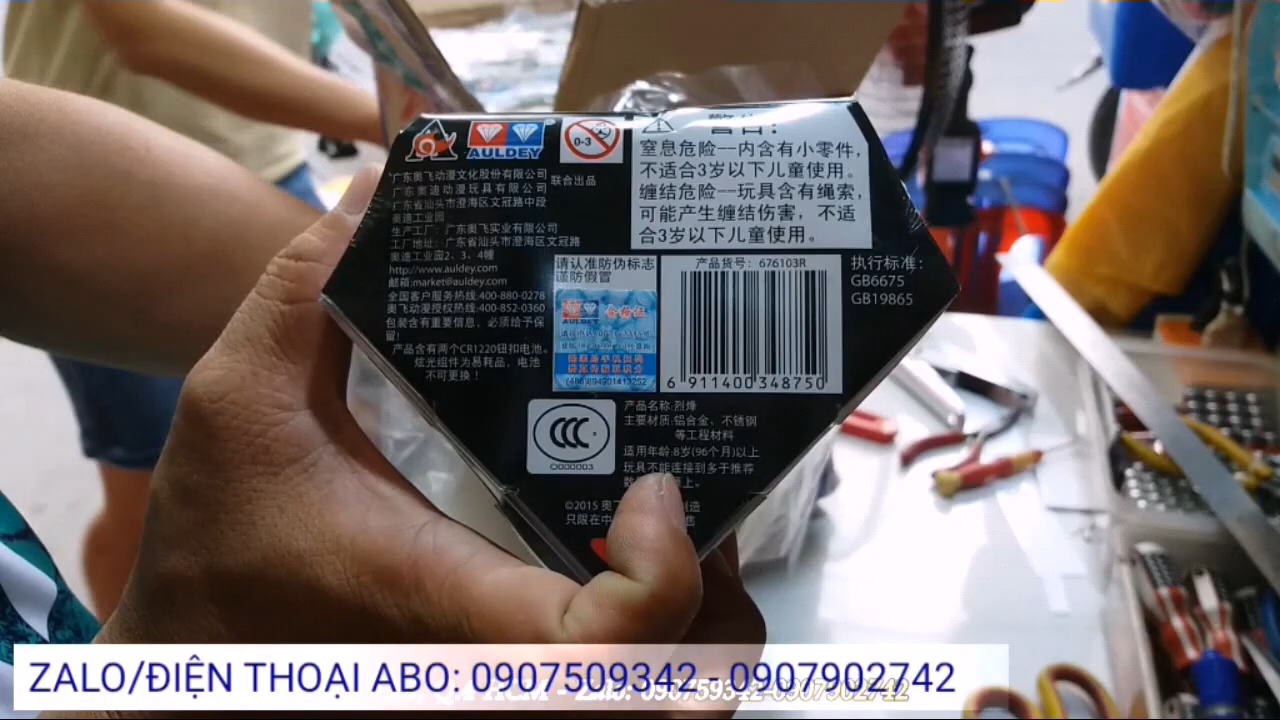 AULDEY
广东奥飞动漫文化股份有限公司
广东奥迪动漫玩具有限公司
联合出品
广东省汕头市澄海区文冠路中段
奥迪工业园
生产工厂：广东奥飞实业有限公司
工厂地址：广东省汕头市澄海区文冠路
奥迪工业园2、3、4幢
http://www.auldey.com
邮箱:market@auldey.com
全国客户服务热线:400-880-0278
奥飞动漫授权热线:400-852-0360
包装含有重要信息，必须给予保
留!
产品含有两个CR1220钮扣电池。
炫光组件为易耗品，电池
不可更换！
0-3
警告：
窒息危险--内含有小零件，
不适合3岁以下儿童使用。
缠结危险--玩具含有绳索，
可能产生缠结伤害，不适
合3岁以下儿童使用。
请认准防伪标志
谨防假冒
AULDEY
合格证
产品货号：676103R
6 911400 348750
执行标准：
GB6675
GB19865
CCC
产品名称:烈烽
主要材质:铝合金、不锈钢
等工程材料
适用年龄:8岁(96个月)以上
玩具不能连接到多于推荐
©2015 奥
只限在中
ZALO/ĐIỆN THOẠI ABO: 0907509342 - 0907902742